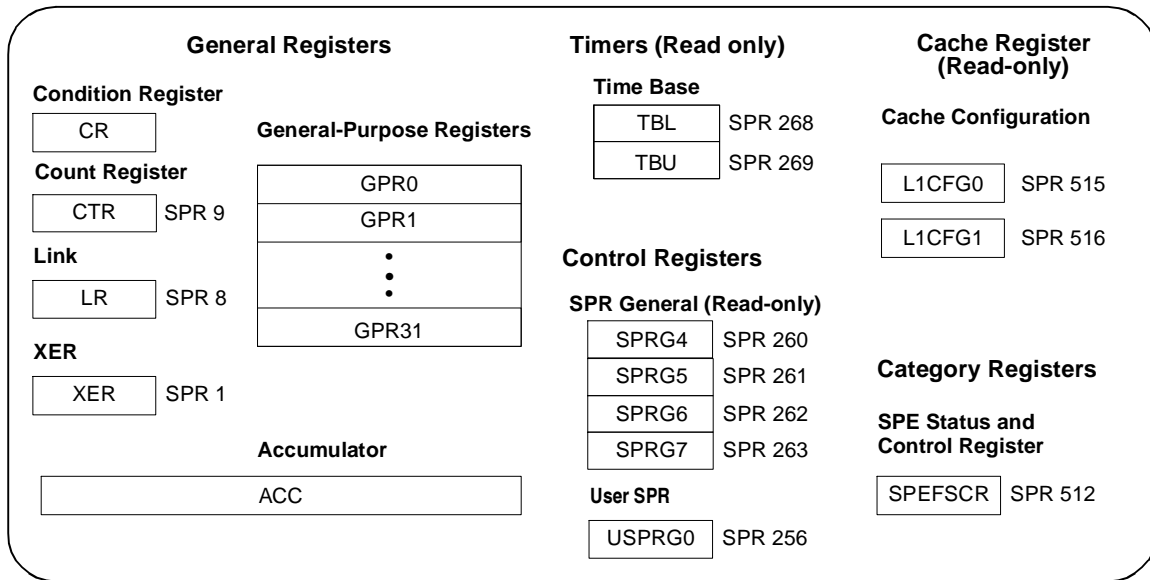 General Registers
Condition Register
CR
Count Register
CTR SPR 9
Link
LR SPR 8
XER
XER SPR 1
General-Purpose Registers
GPR0
GPR1
GPR31
Accumulator
ACC
Timers (Read only)
Time Base
TBL SPR 268
TBU SPR 269
Control Registers
SPR General (Read-only)
SPRG4 SPR 260
SPRG5 SPR 261
SPRG6 SPR 262
SPRG7 SPR 263
User SPR
USPRG0 SPR 256
Cache Register
(Read-only)
Cache Configuration
L1CFG0 SPR 515
L1CFG1 SPR 516
Category Registers
SPE Status and
Control Register
SPEFSCR SPR 512